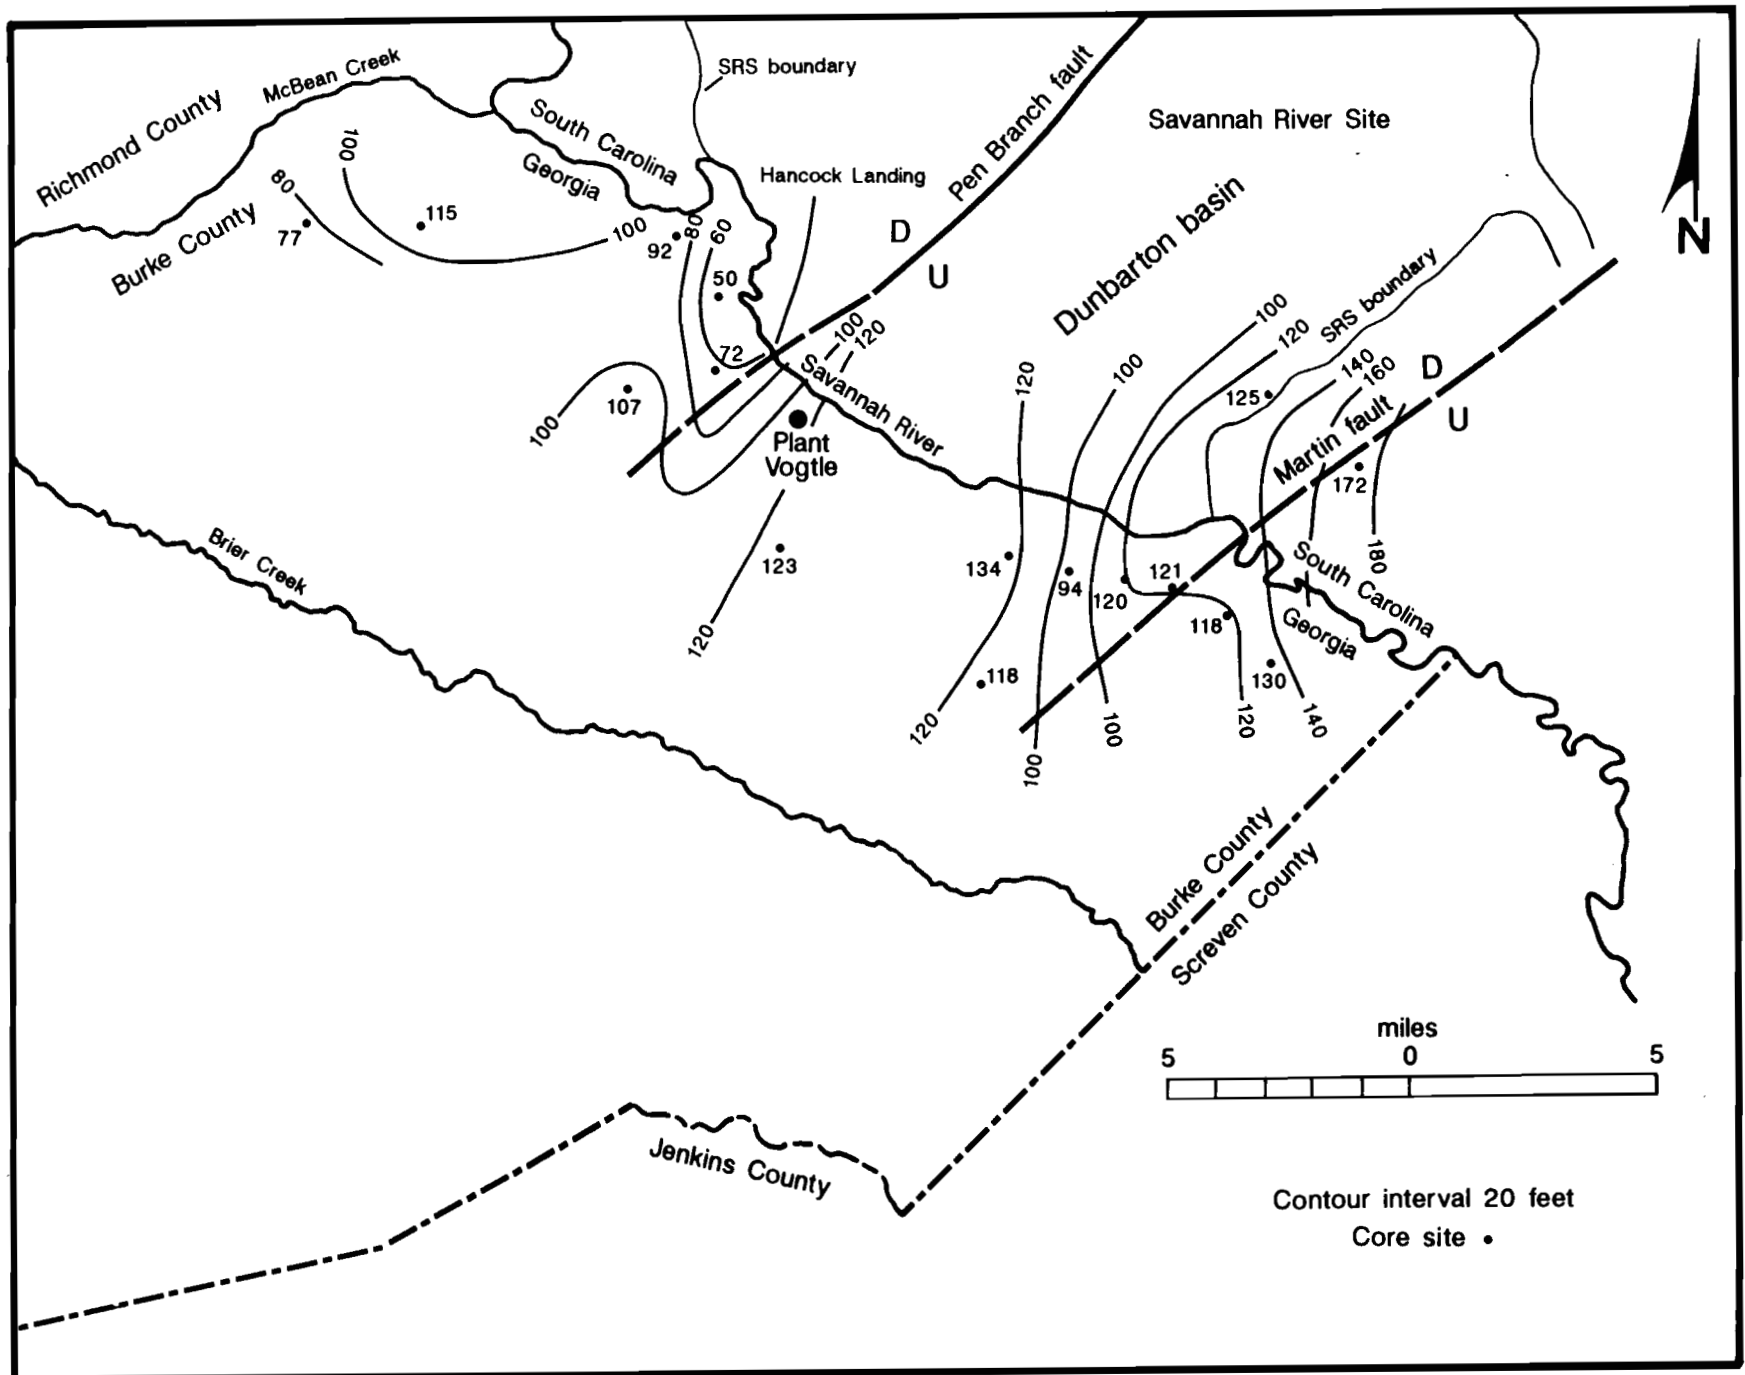 McBean Creek
SRS boundary
Richmond County
South Carolina
Georgia
Pen Branch fault
Savannah River Site
100
80
Hancock Landing
115
77
Burke County
100
92
80
60
D
U
50
Dunbarton basin
N
72
100
120
SRS boundary
100
120
107
100
Savannah River
Plant
Vogtle
120
100
125
140
160
D
U
Martin fault
172
123
120
134
94
120
121
118
South Carolina
Georgia
180
Brier Creek
118
120
100
100
130
120
140
Burke County
Screven County
miles
5 0 5
Jenkins County
Contour interval 20 feet
Core site